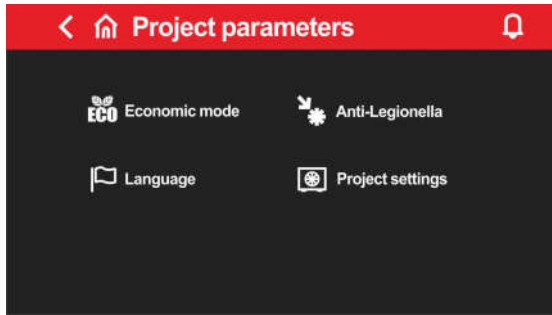 Project parameters
ECO Economic mode
Anti-Legionella
Language
Project settings